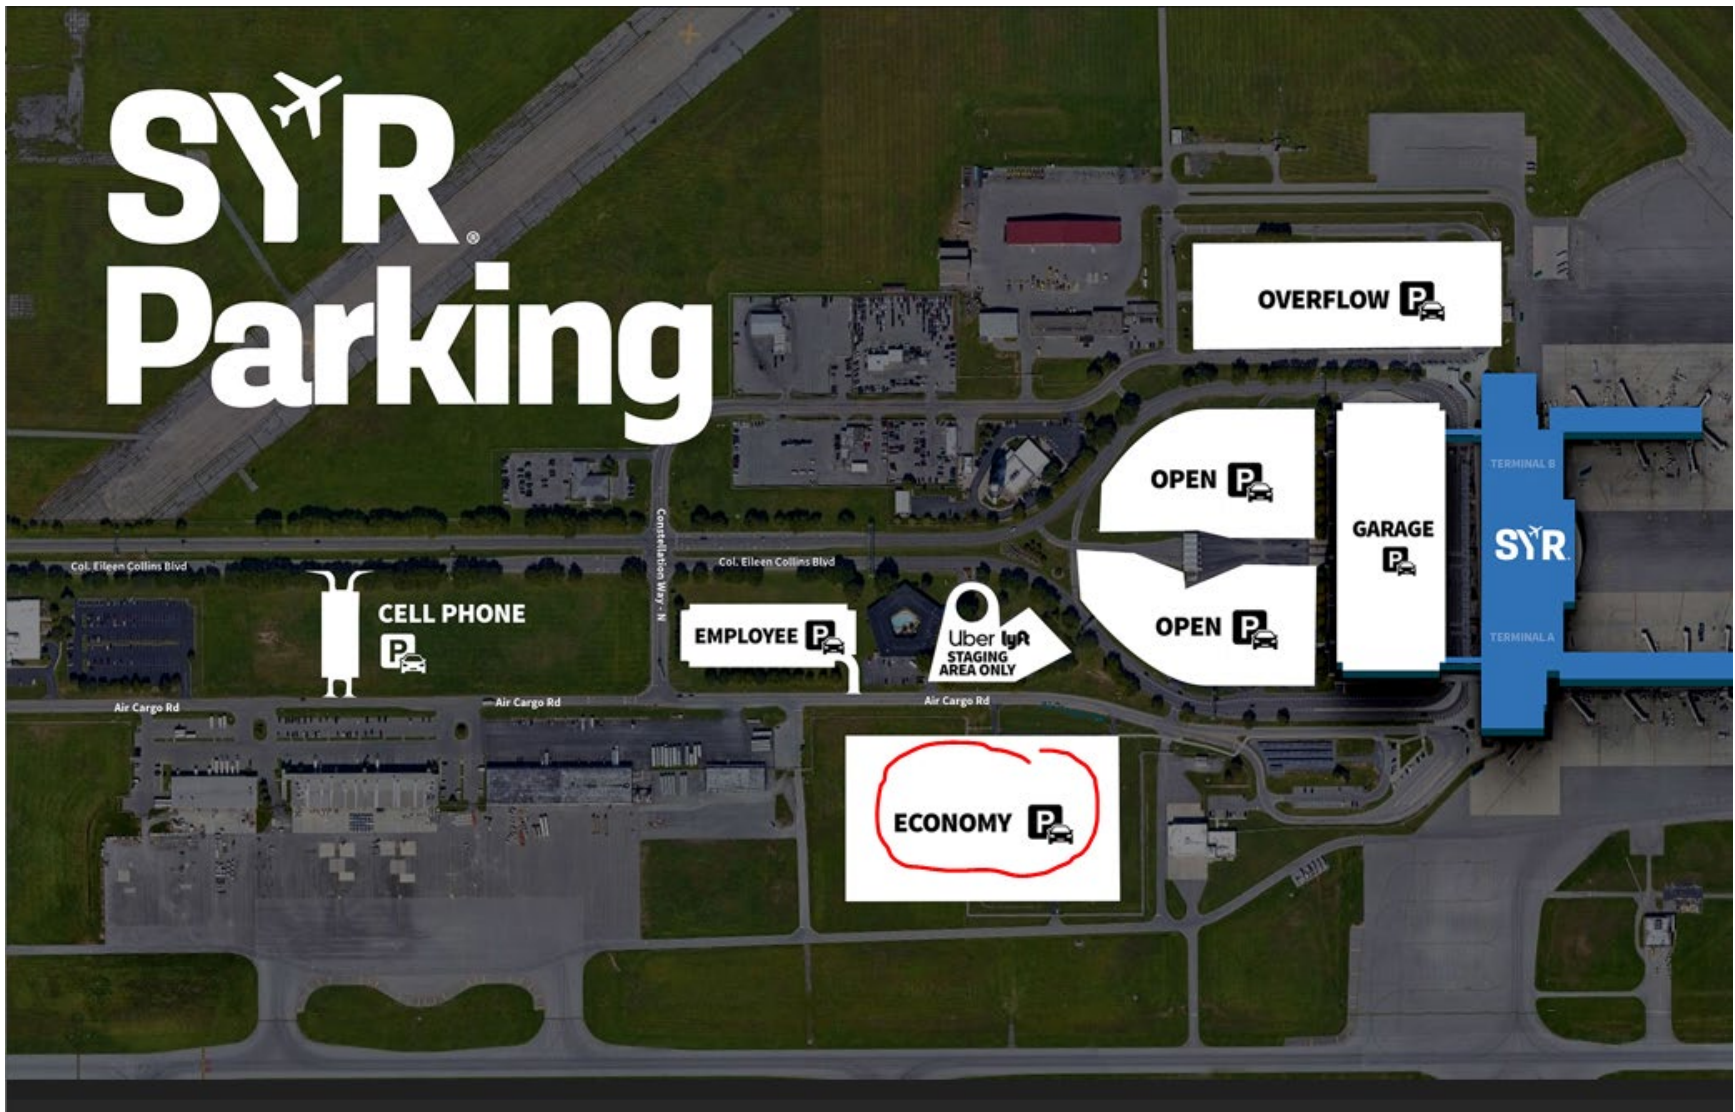 SYR®
Parking
OVERFLOW P
OPEN P
GARAGE
P
TERMINAL B
SYR
TERMINAL A
OPEN P
Constellation Way - N
Col. Eileen Collins Blvd
Col. Eileen Collins Blvd
CELL PHONE
P
EMPLOYEE P
Uber lyft
STAGING
AREA ONLY
Air Cargo Rd
Air Cargo Rd
Air Cargo Rd
ECONOMY P